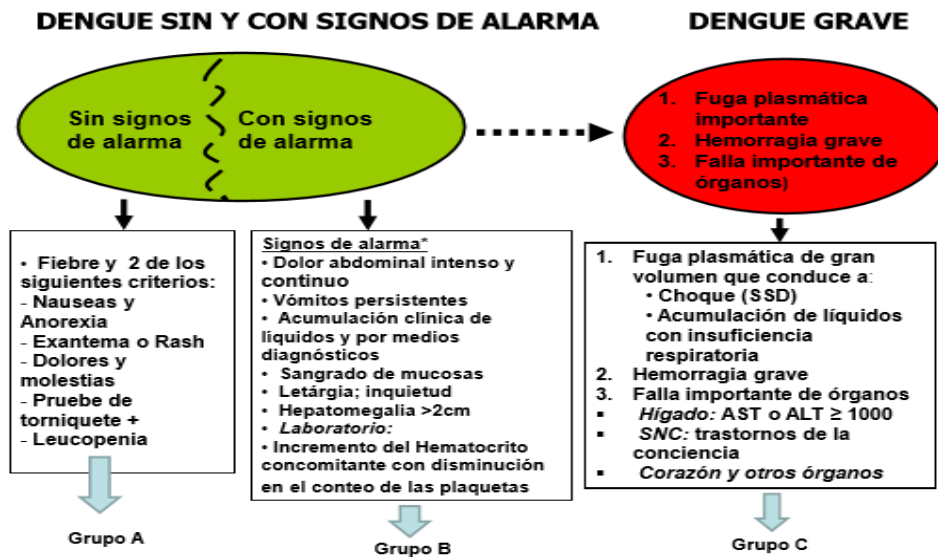 DENGUE SIN Y CON SIGNOS DE ALARMA
DENGUE GRAVE
Sin signos
de alarma
Con signos
de alarma
1. Fuga plasmática
importante
2. Hemorragia grave
3. Falla importante de
órganos)
• Fiebre y 2 de los
siguientes criterios:
- Nauseas y
Anorexia
- Exantema o Rash
- Dolores y
molestias
- Pruebe de
torniquete +
- Leucopenia
Grupo A
Signos de alarma*
• Dolor abdominal intenso y
continuo
• Vómitos persistentes
• Acumulación clínica de
líquidos y por medios
diagnósticos
• Sangrado de mucosas
• Letárgia; inquietud
• Hepatomegalia >2cm
• Laboratorio:
• Incremento del Hematocrito
concomitante con disminución
en el conteo de las plaquetas
Grupo B
1. Fuga plasmática de gran
volumen que conduce a:
• Choque (SSD)
• Acumulación de líquidos
con insuficiencia
respiratoria
2. Hemorragia grave
3. Falla importante de órganos
▪ Hígado: AST o ALT ≥ 1000
▪ SNC: trastornos de la
conciencia
▪ Corazón y otros órganos
Grupo C